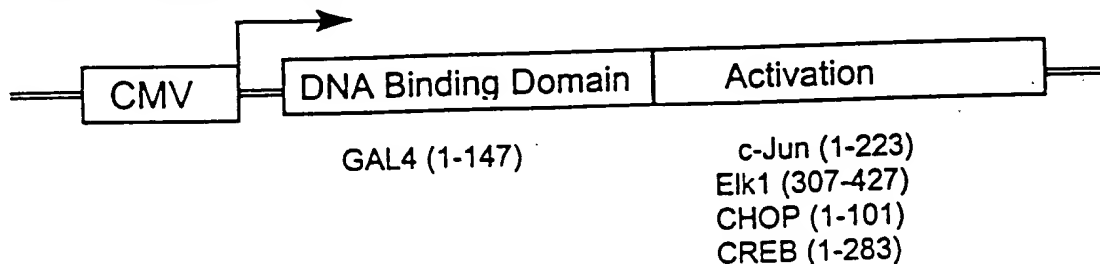 CMV
DNA Binding Domain
Activation
GAL4 (1-147)
c-Jun (1-223)
Elk1 (307-427)
CHOP (1-101)
CREB (1-283)